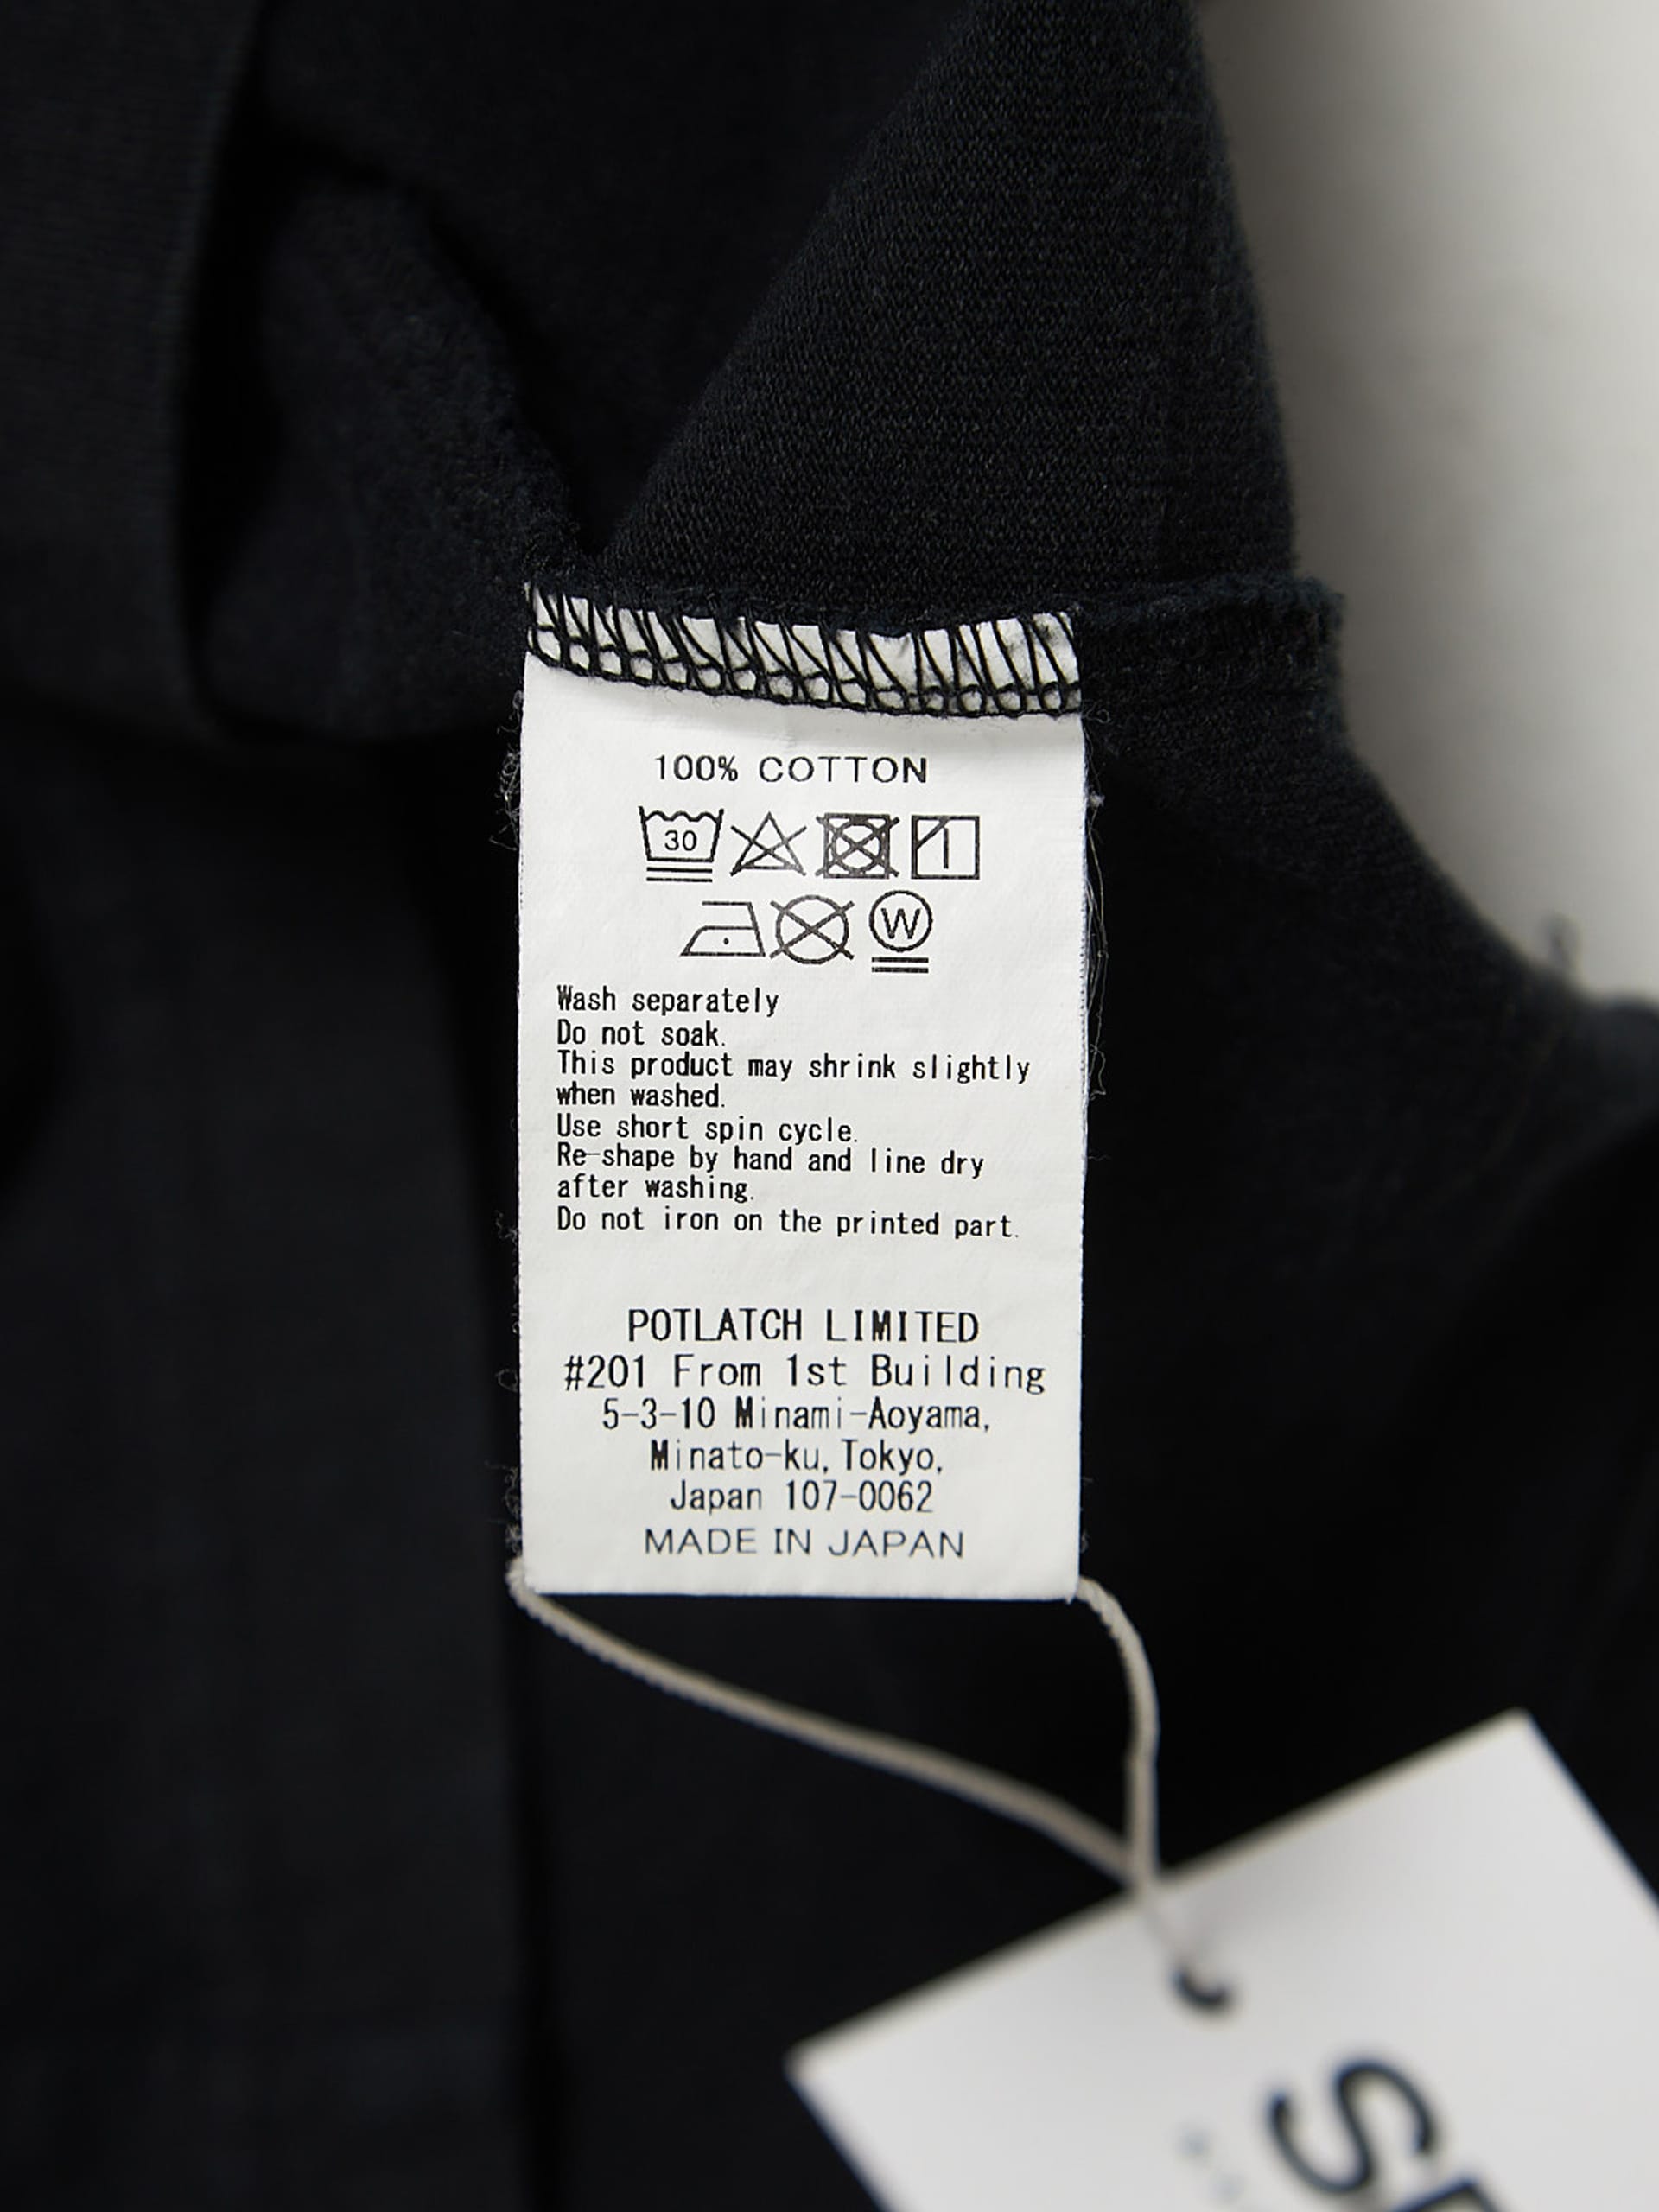 100% COTTON
30
W
Wash separately
Do not soak.
This product may shrink slightly
when washed.
Use short spin cycle.
Re-shape by hand and line dry
after washing.
Do not iron on the printed part.
POTLATCH LIMITED
#201 From 1st Building
5-3-10 Minami-Aoyama,
Minato-ku, Tokyo,
Japan 107-0062
MADE IN JAPAN